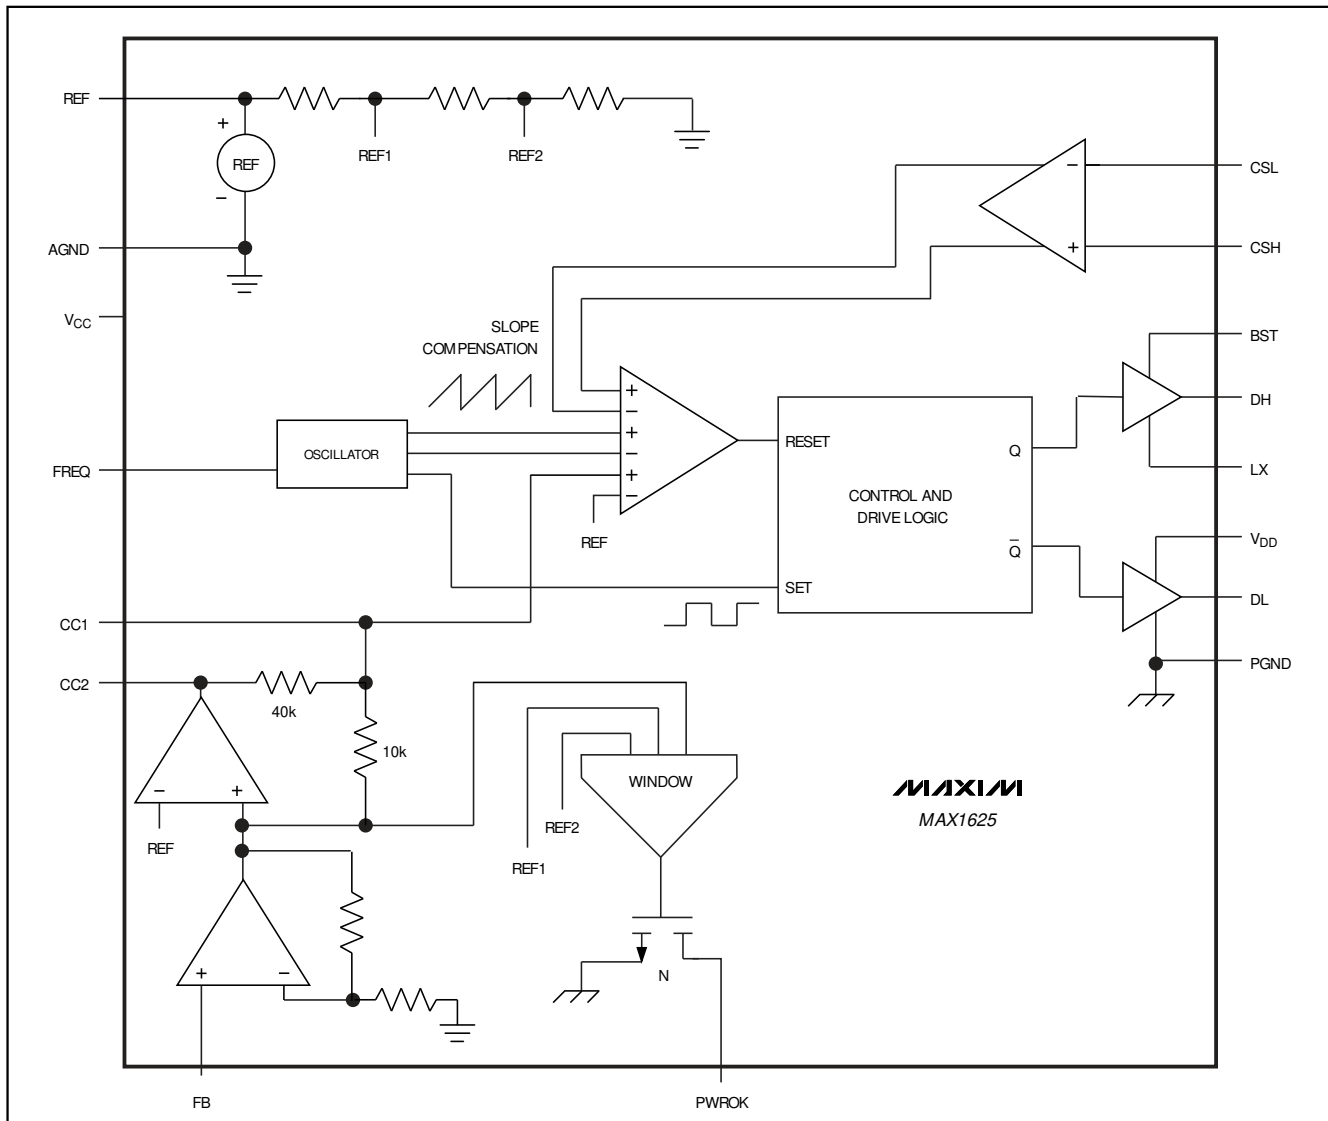 REF
+
REF
−
REF1
REF2
AGND
VCC
−
CSL
+
CSH
SLOPE
COMPENSATION
BST
DH
LX
OSCILLATOR
FREQ
+
−
+
−
+
−
REF
RESET
Q
CONTROL AND
DRIVE LOGIC
Q̅
SET
VDD
DL
PGND
CC1
CC2
40k
10k
−
+
REF
WINDOW
REF2
REF1
MAXIM
MAX1625
+
−
N
FB
PWROK